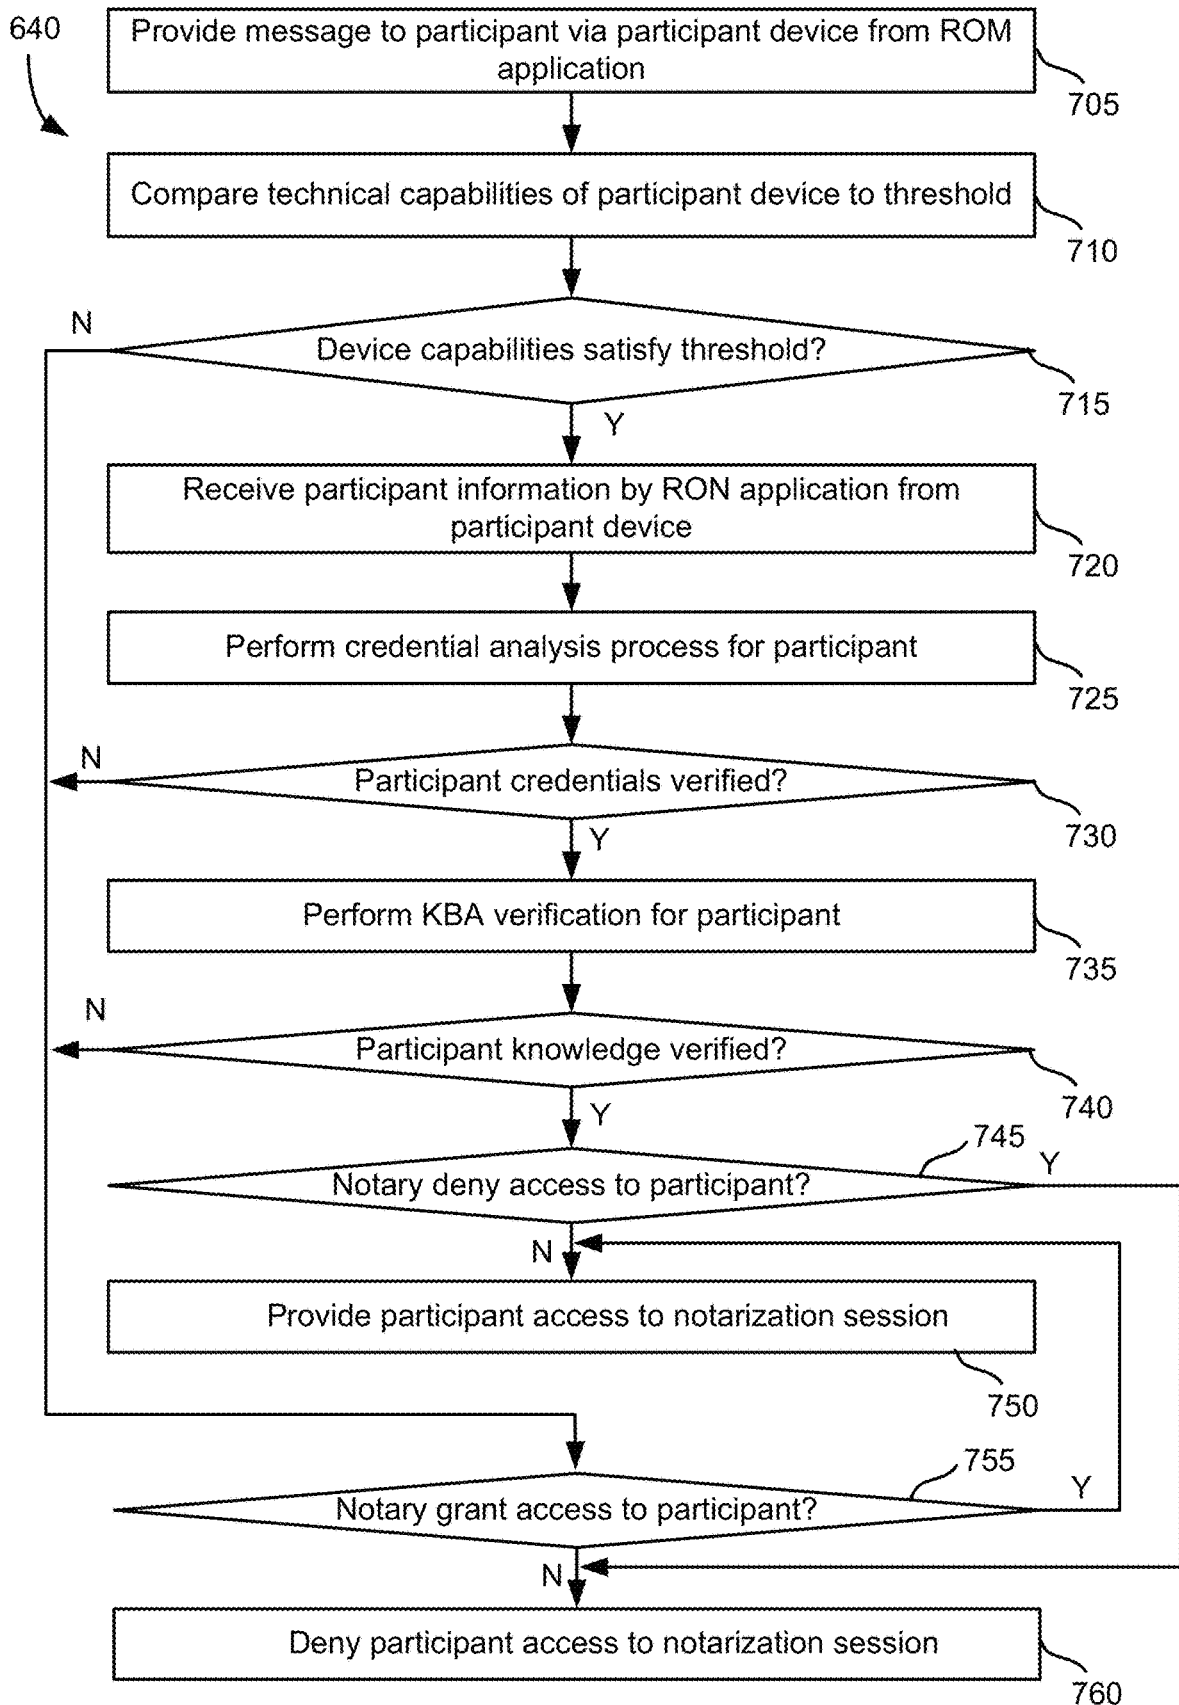 640
Provide message to participant via participant device from ROM
application
705
Compare technical capabilities of participant device to threshold
710
N
Device capabilities satisfy threshold?
715
Y
Receive participant information by RON application from
participant device
720
Perform credential analysis process for participant
725
N
Participant credentials verified?
730
Y
Perform KBA verification for participant
735
N
Participant knowledge verified?
740
Y
745
Y
Notary deny access to participant?
N
Provide participant access to notarization session
750
755
Y
Notary grant access to participant?
N
Deny participant access to notarization session
760